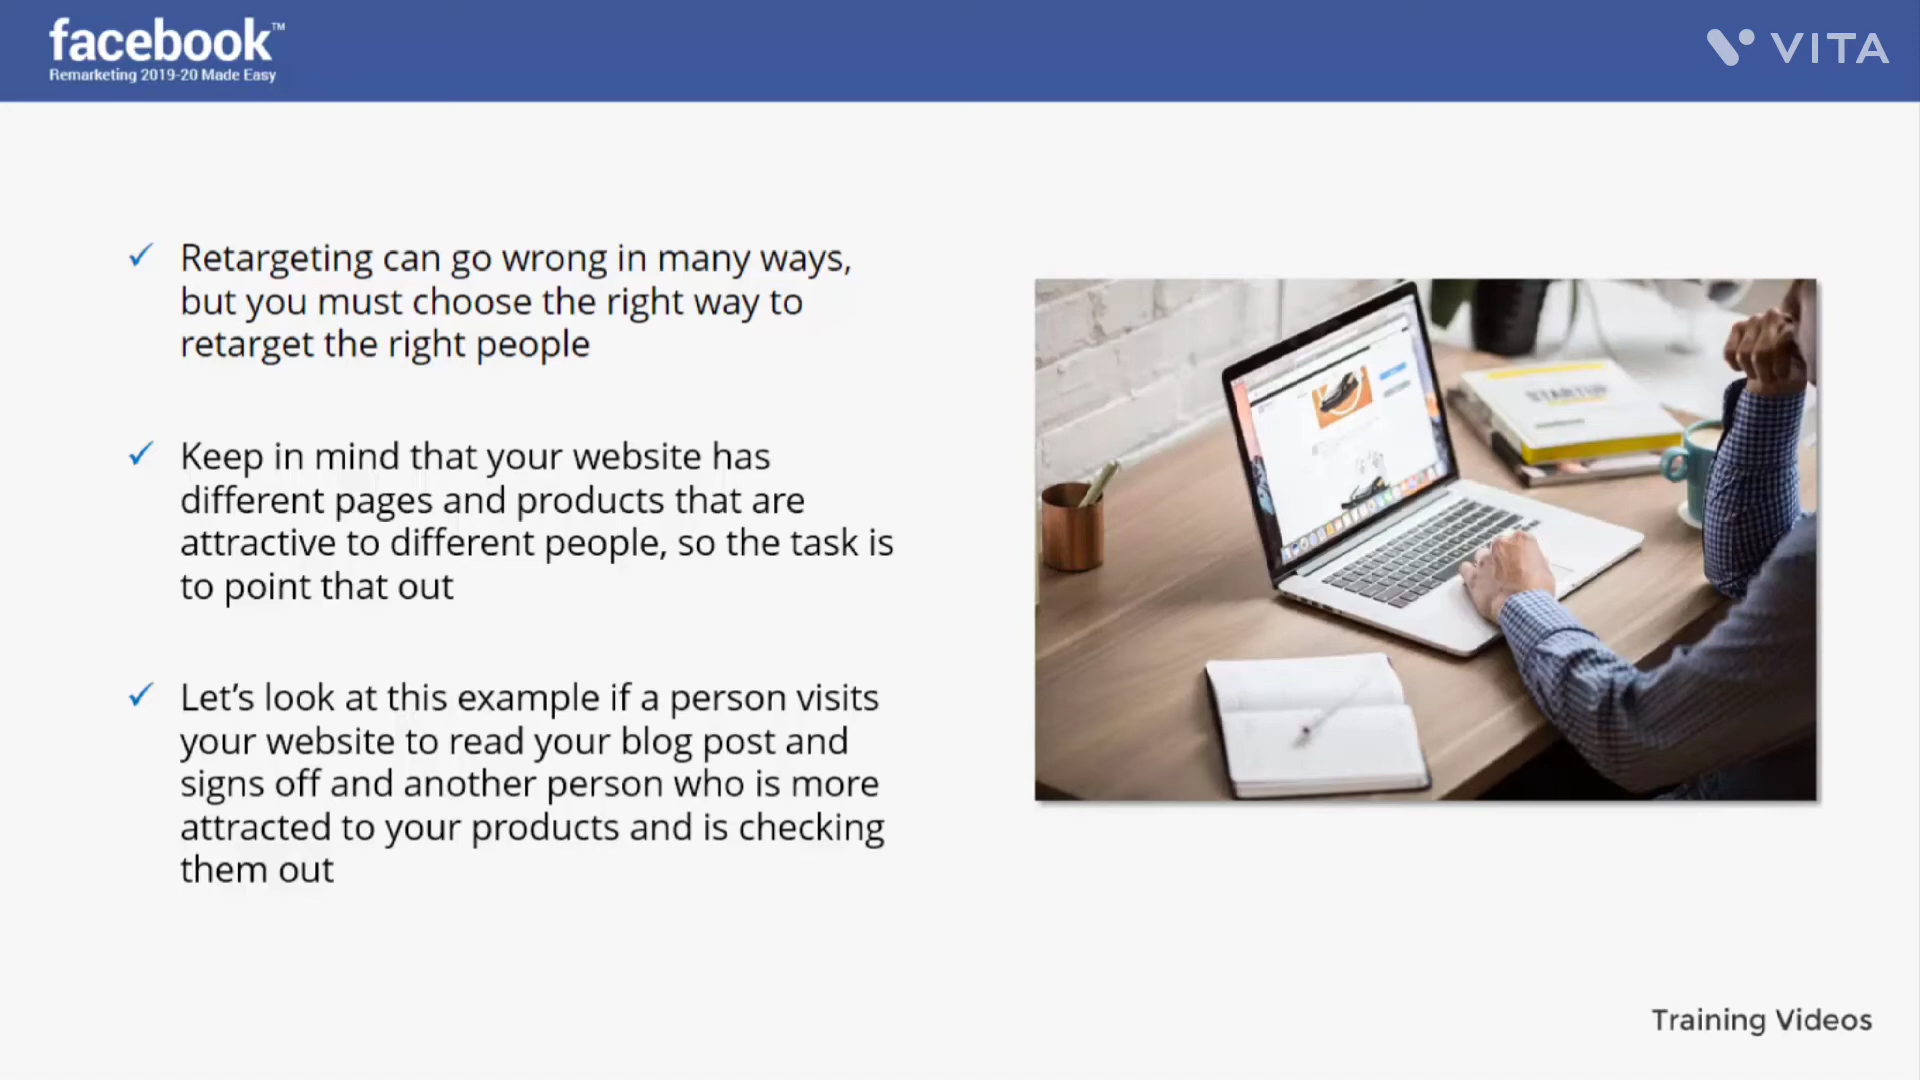 facebook™
Remarketing 2019-20 Made Easy
VITA
Retargeting can go wrong in many ways,
but you must choose the right way to
retarget the right people
Keep in mind that your website has
different pages and products that are
attractive to different people, so the task is
to point that out
Let’s look at this example if a person visits
your website to read your blog post and
signs off and another person who is more
attracted to your products and is checking
them out
STARTUP
Training Videos